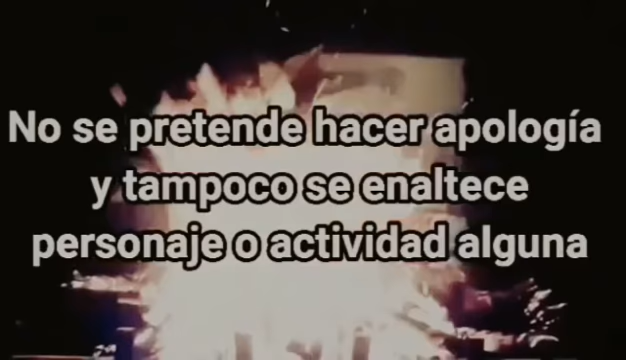 No se pretende hacer apología
y tampoco se enaltece
personaje o actividad alguna